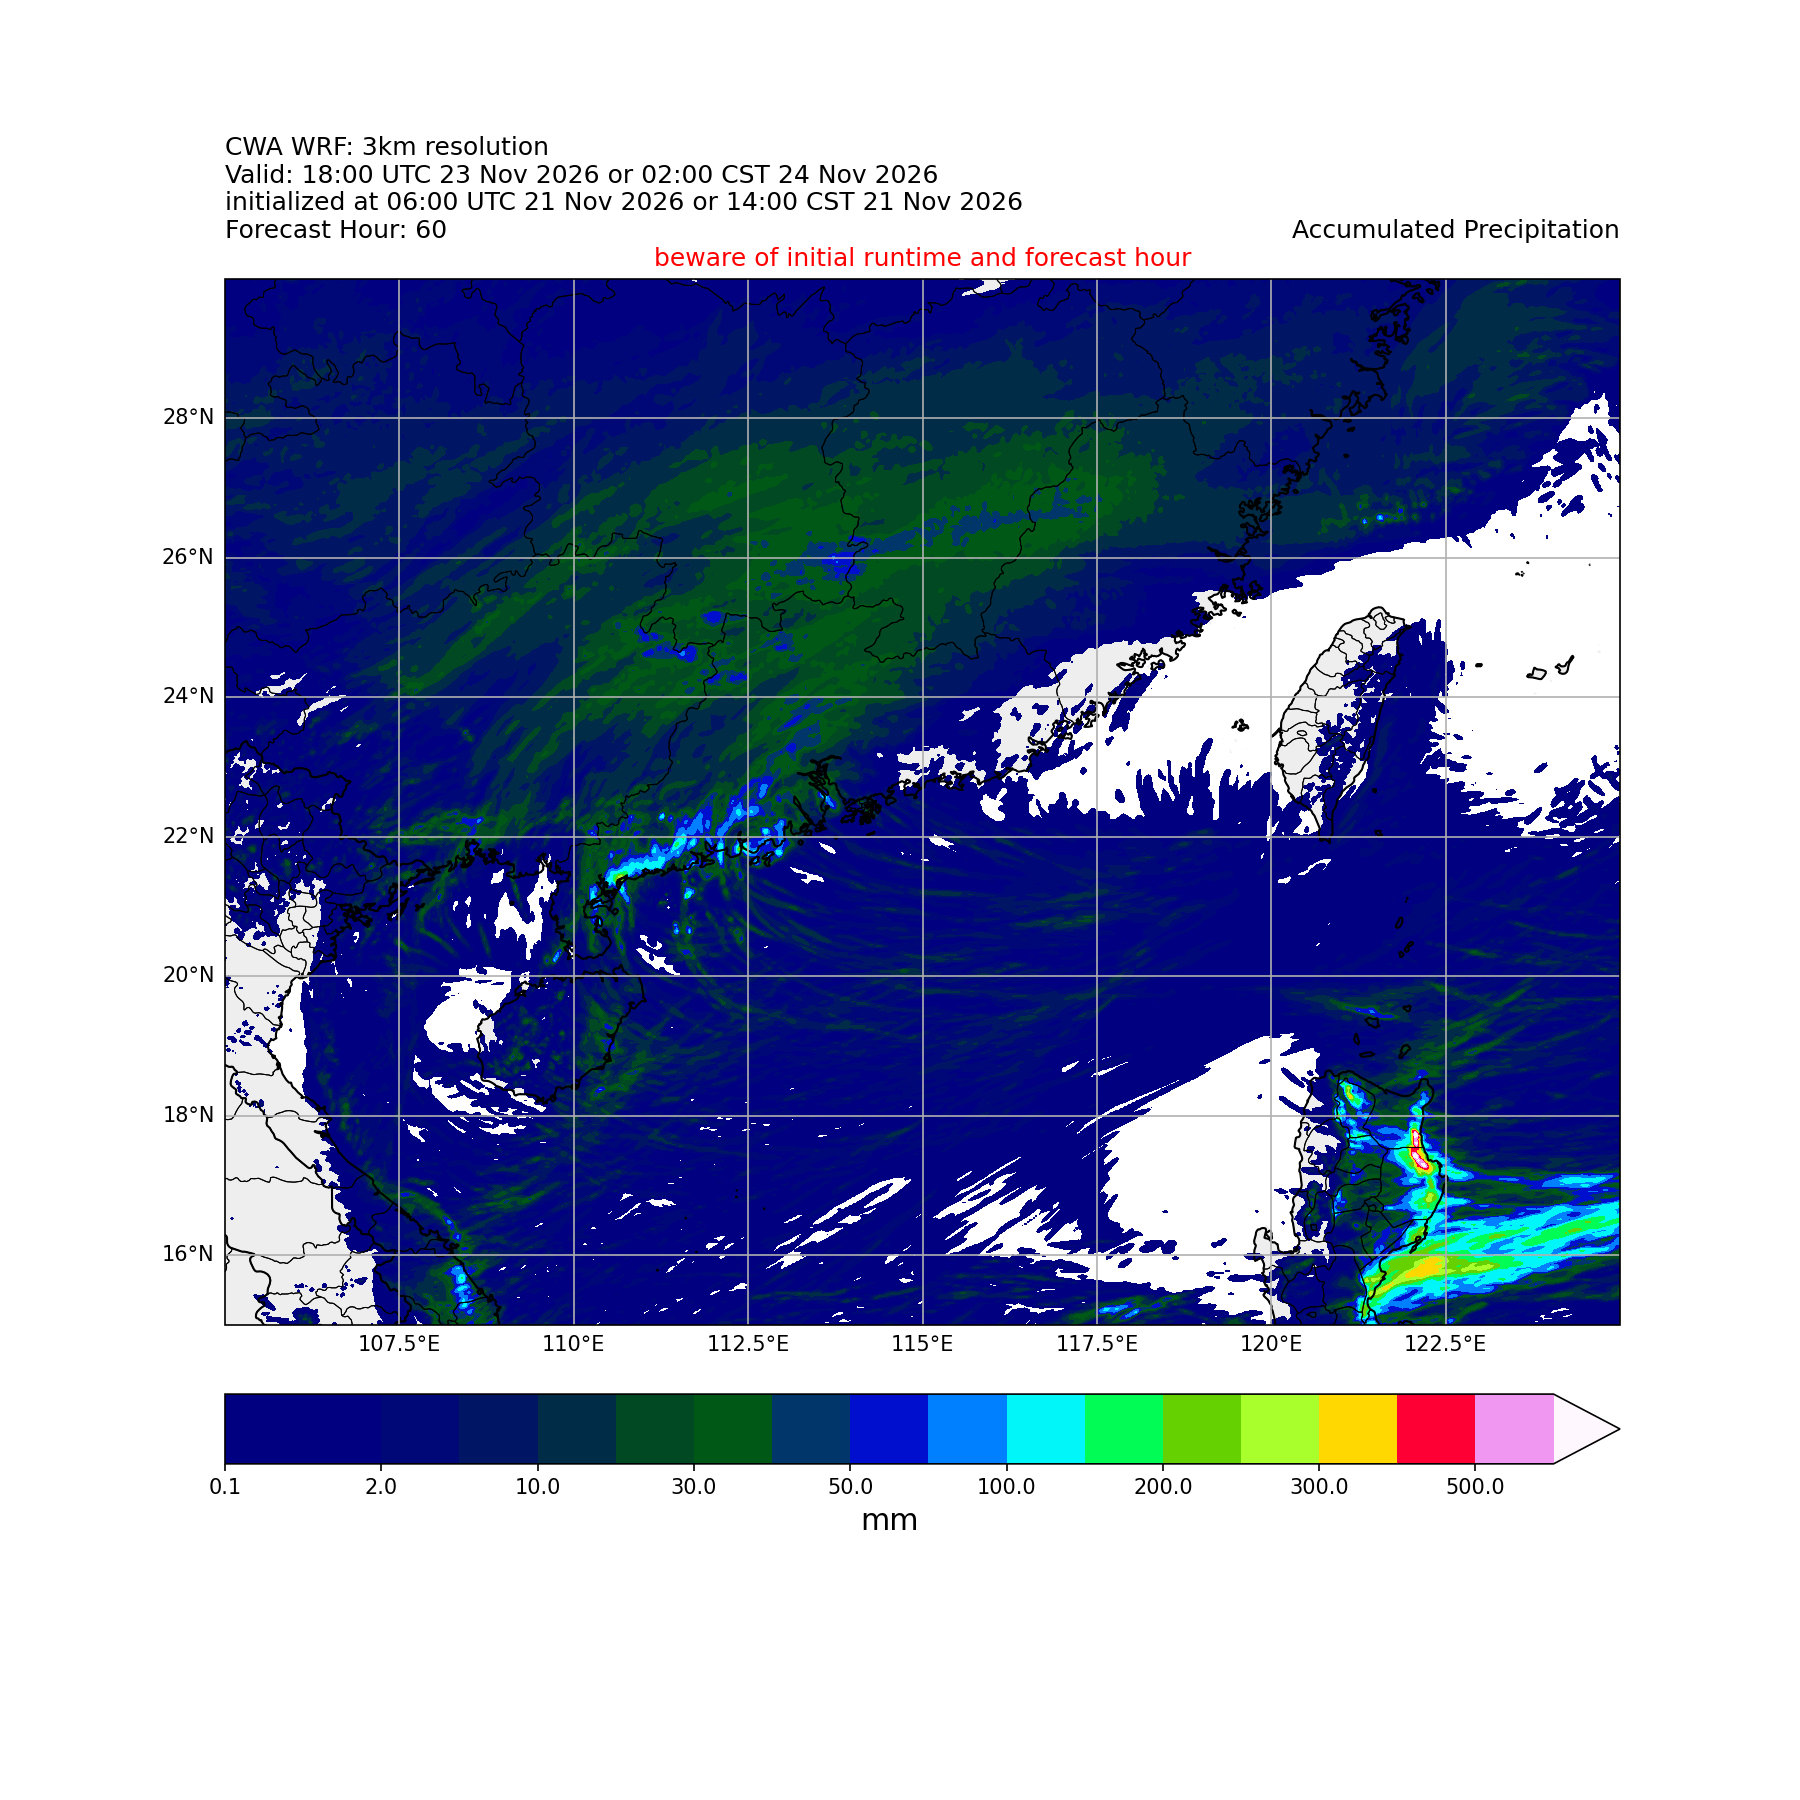 CWA WRF: 3km resolution
Valid: 18:00 UTC 23 Nov 2026 or 02:00 CST 24 Nov 2026
initialized at 06:00 UTC 21 Nov 2026 or 14:00 CST 21 Nov 2026
Forecast Hour: 60
Accumulated Precipitation
beware of initial runtime and forecast hour
28°N
26°N
24°N
22°N
20°N
18°N
16°N
107.5°E 110°E 112.5°E 115°E 117.5°E 120°E 122.5°E
0.1 2.0 10.0 30.0 50.0 100.0 200.0 300.0 500.0
mm